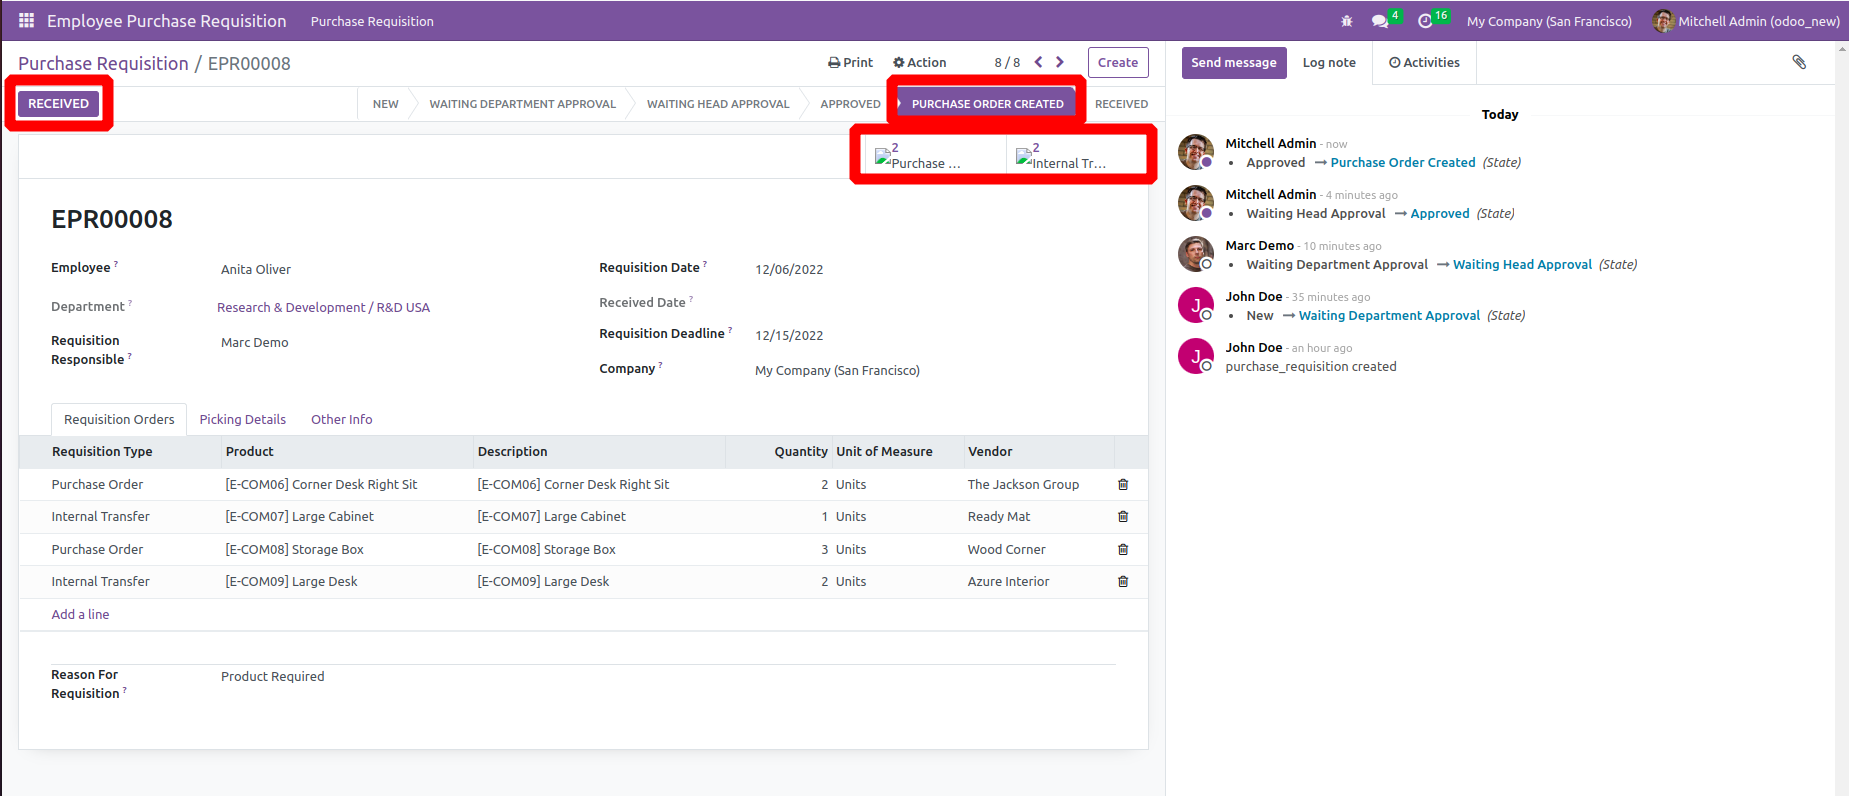 Employee Purchase Requisition Purchase Requisition 4 16 My Company (San Francisco) Mitchell Admin (odoo_new)
Purchase Requisition / EPR00008 Print Action 8 / 8 Create
RECEIVED NEW WAITING DEPARTMENT APPROVAL WAITING HEAD APPROVAL APPROVED PURCHASE ORDER CREATED RECEIVED
2 Purchase ...
2 Internal Tr...
EPR00008
Employee ? Anita Oliver
Department ? Research & Development / R&D USA
Requisition
Responsible ? Marc Demo
Requisition Date ? 12/06/2022
Received Date ?
Requisition Deadline ? 12/15/2022
Company ? My Company (San Francisco)
Requisition Orders Picking Details Other Info
Requisition Type Product Description Quantity Unit of Measure Vendor
Purchase Order [E-COM06] Corner Desk Right Sit [E-COM06] Corner Desk Right Sit 2 Units The Jackson Group
Internal Transfer [E-COM07] Large Cabinet [E-COM07] Large Cabinet 1 Units Ready Mat
Purchase Order [E-COM08] Storage Box [E-COM08] Storage Box 3 Units Wood Corner
Internal Transfer [E-COM09] Large Desk [E-COM09] Large Desk 2 Units Azure Interior
Add a line
Reason For
Requisition ? Product Required
Send message Log note Activities
Today
Mitchell Admin - now
• Approved → Purchase Order Created (State)
Mitchell Admin - 4 minutes ago
• Waiting Head Approval → Approved (State)
Marc Demo - 10 minutes ago
• Waiting Department Approval → Waiting Head Approval (State)
J John Doe - 35 minutes ago
• New → Waiting Department Approval (State)
J John Doe - an hour ago
purchase_requisition created